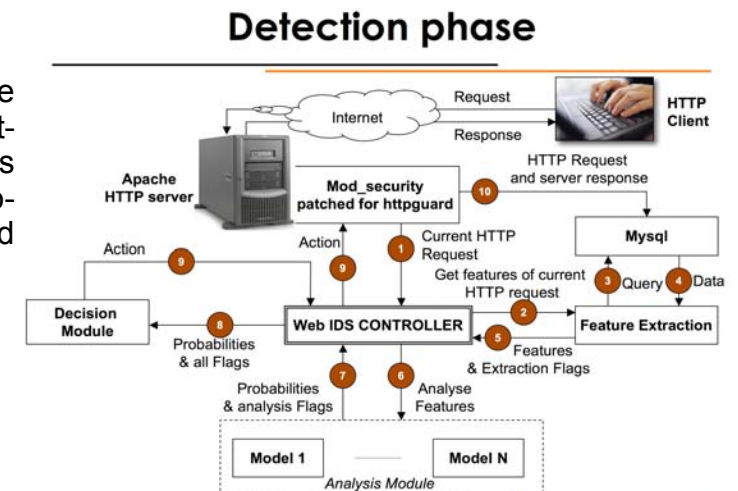 Detection phase
e
t-
s
o-
d
Internet
Request
Response
HTTP
Client
Apache
HTTP server
Mod_security
patched for httpguard
10
HTTP Request
and server response
Mysql
Action
9
1
Current HTTP
Request
Get features of current
HTTP request
3
Query
4
Data
Action
9
Decision
Module
8
Probabilities
& all Flags
Web IDS CONTROLLER
2
Feature Extraction
5
Features
& Extraction Flags
7
Probabilities
& analysis Flags
6
Analyse
Features
Model 1
Model N
Analysis Module